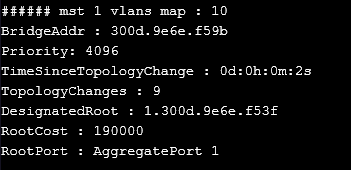 ###### mst 1 vlans map : 10
BridgeAddr : 300d.9e6e.f59b
Priority: 4096
TimeSinceTopologyChange : 0d:0h:0m:2s
TopologyChanges : 9
DesignatedRoot : 1.300d.9e6e.f53f
RootCost : 190000
RootPort : AggregatePort 1